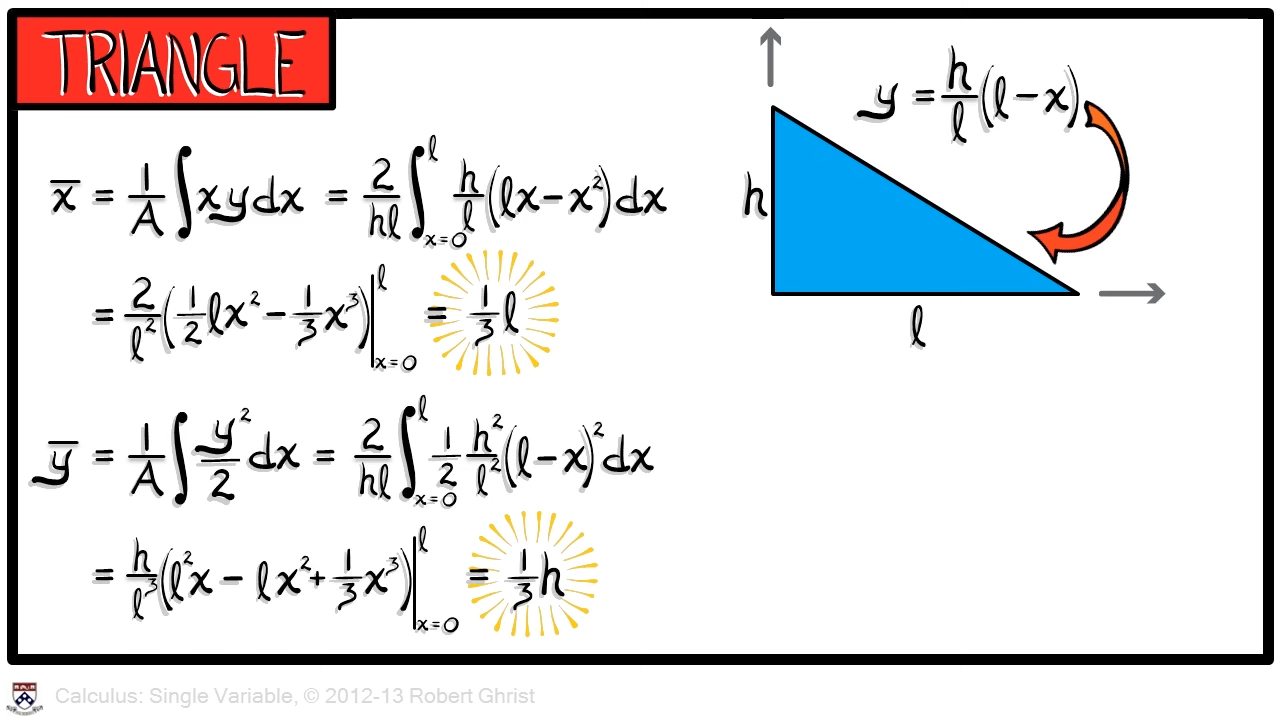 TRIANGLE
y = h/l (l − x)
h
l
x̄ = 1/A ∫ x y dx = 2/hl ∫_{x=0}^{l} h/l (lx − x²) dx
= 2/l² (1/2 lx² − 1/3 x³) |_{x=0}^{l} = 1/3 l
ȳ = 1/A ∫ y²/2 dx = 2/hl ∫_{x=0}^{l} 1/2 h²/l² (l − x)² dx
= h/l³ (l²x − lx² + 1/3 x³) |_{x=0}^{l} = 1/3 h
Calculus: Single Variable, © 2012-13 Robert Ghrist